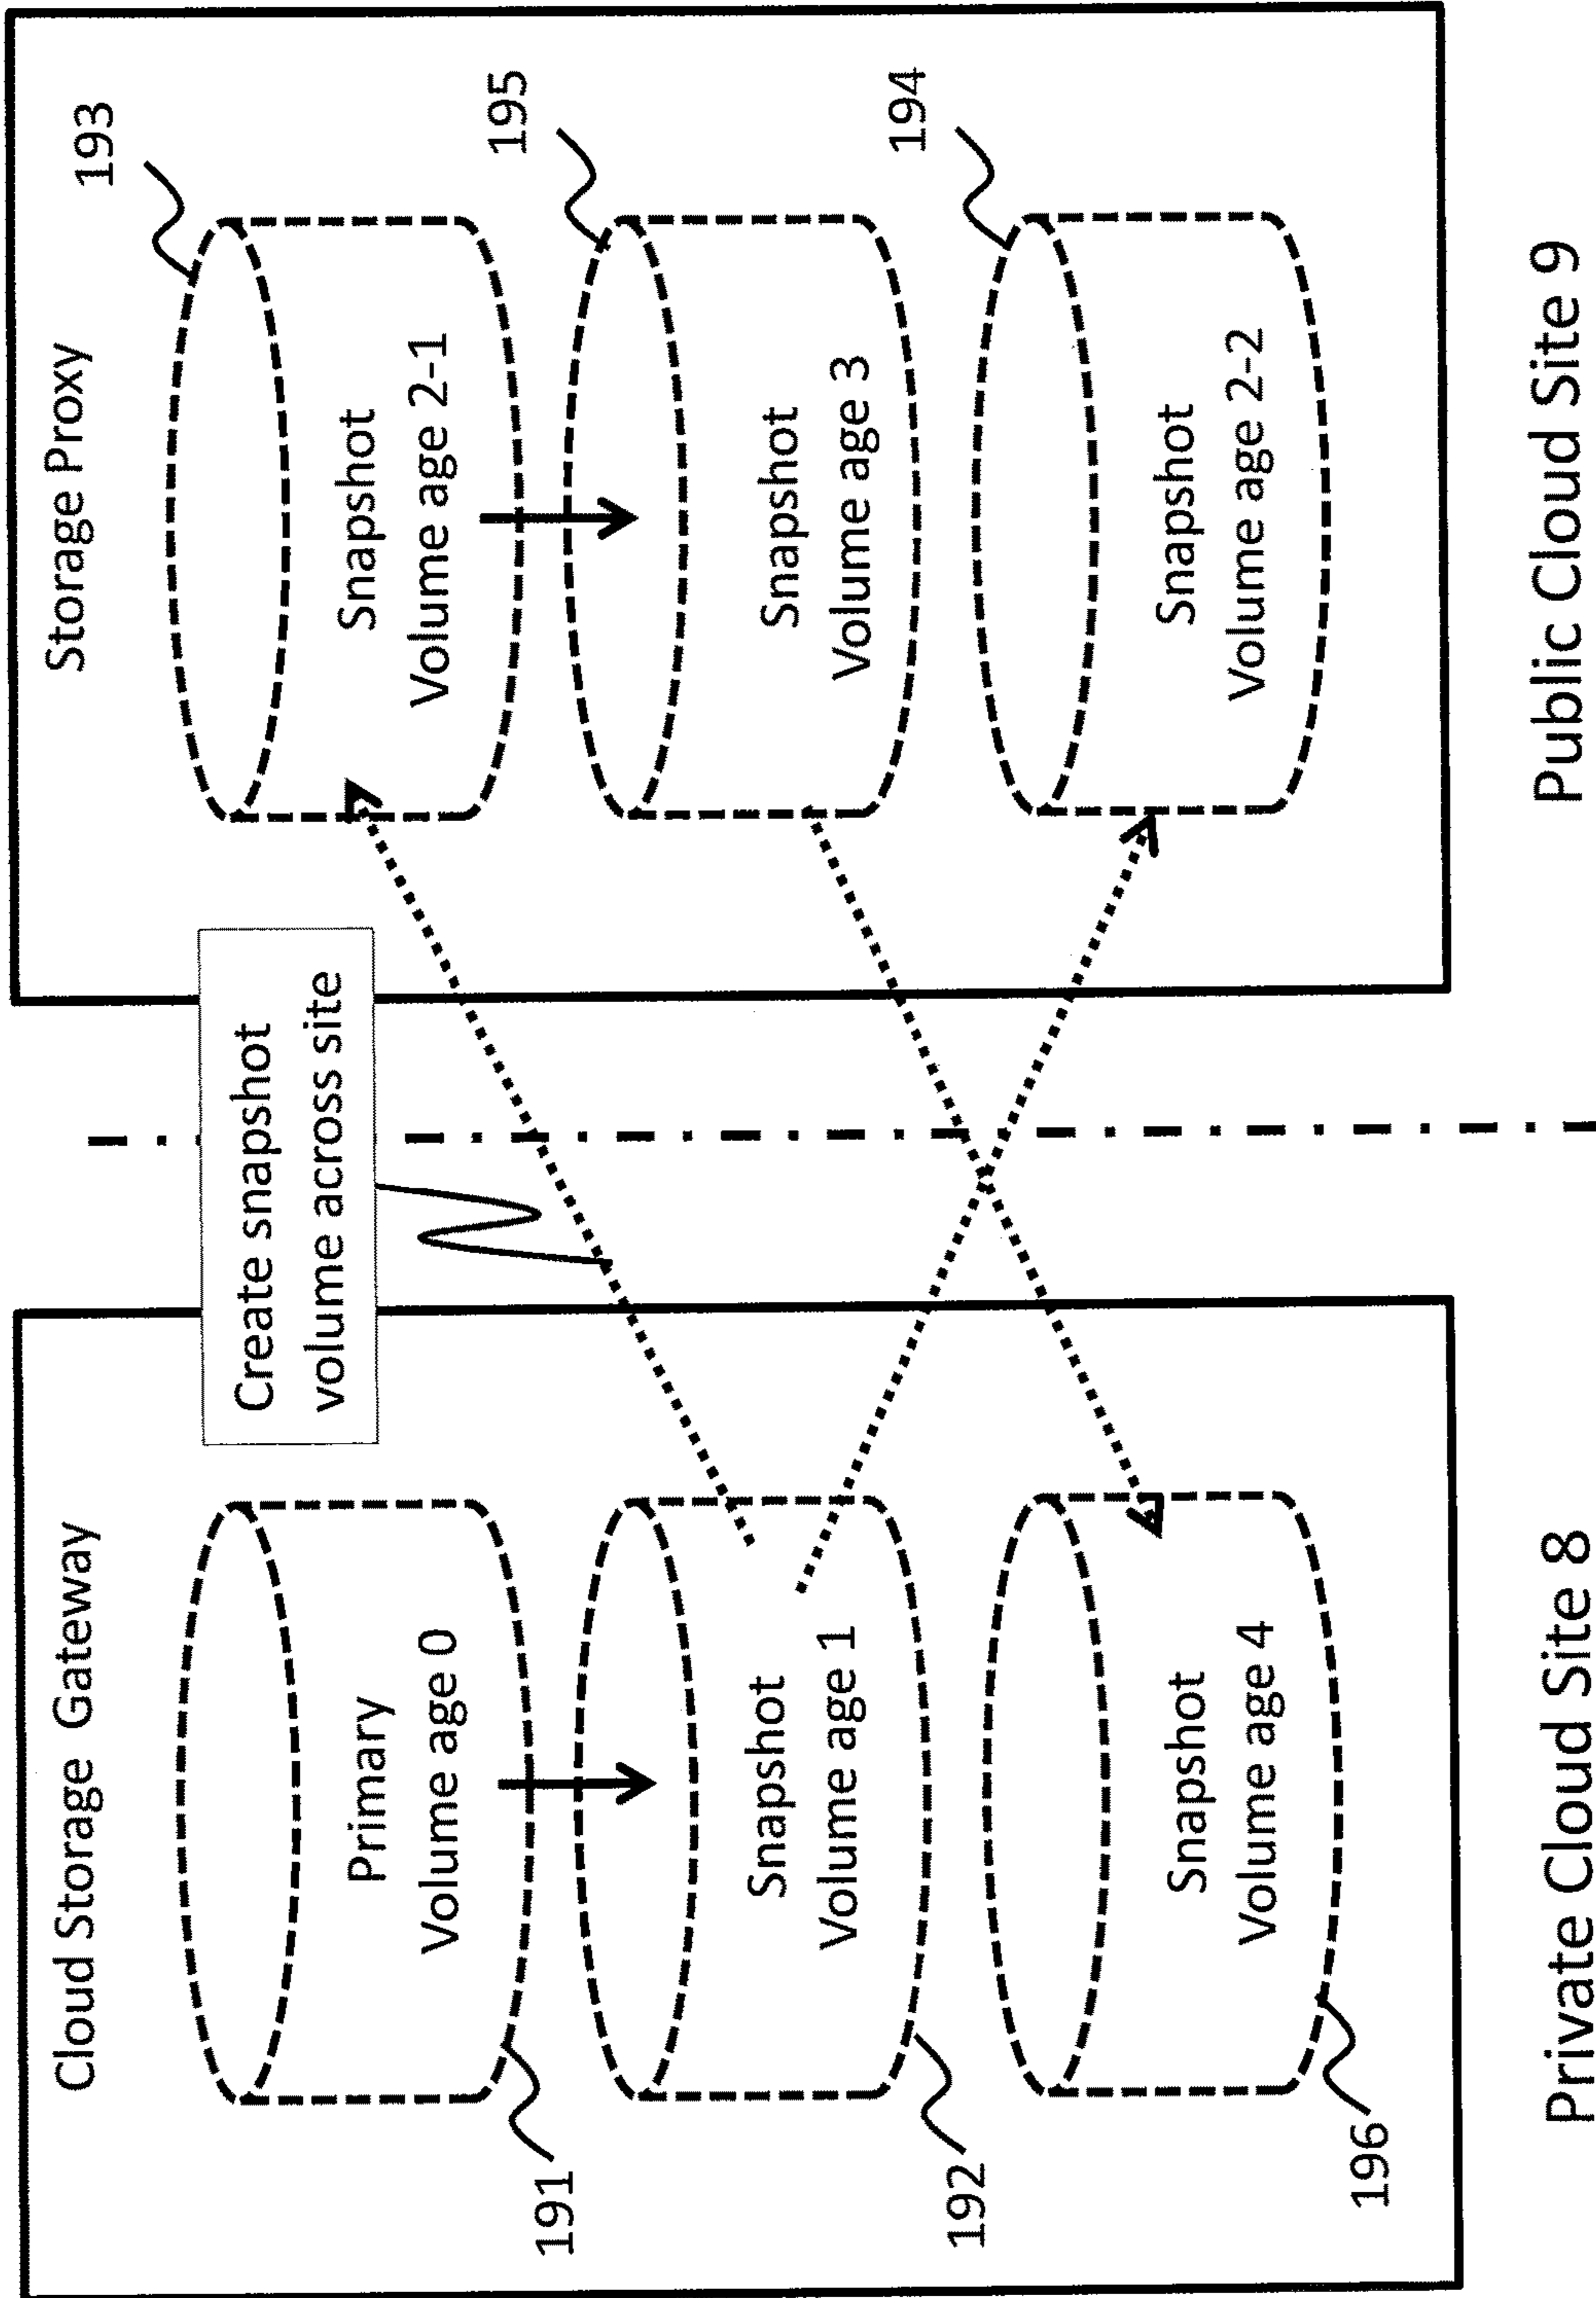 Cloud Storage Gateway
Primary
Volume age 0
191
Snapshot
Volume age 1
192
Snapshot
Volume age 4
196
Private Cloud Site 8
Create snapshot
volume across site
Storage Proxy
193
Snapshot
Volume age 2-1
195
Snapshot
Volume age 3
194
Snapshot
Volume age 2-2
Public Cloud Site 9